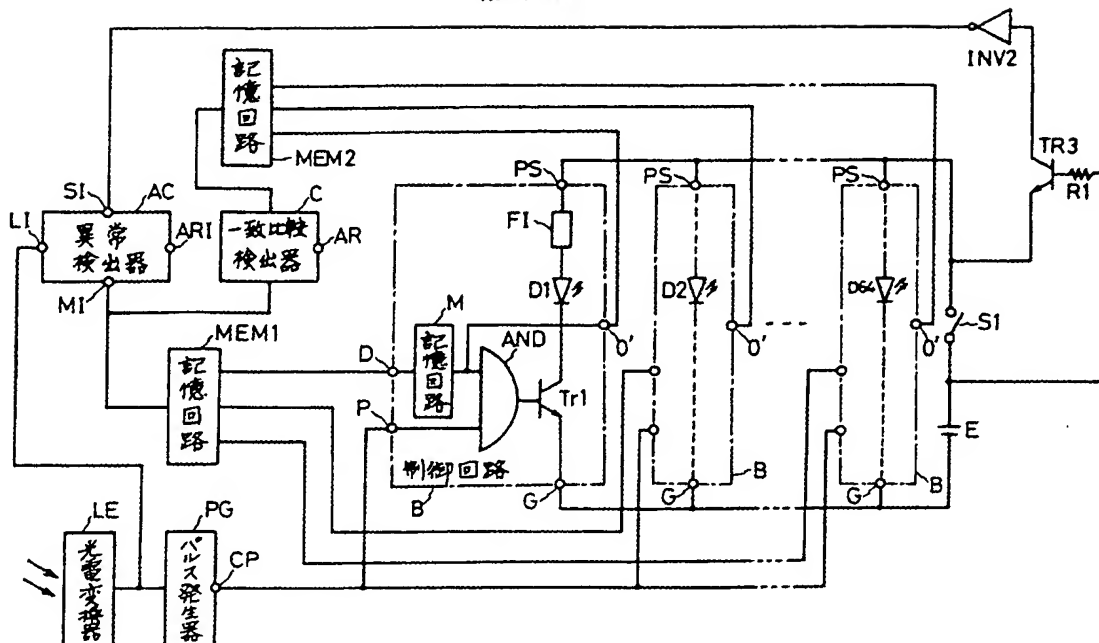 INV2
記憶回路
MEM2
TR3
R1
SI
AC
C
LI
異常検出器
ARI
一致比較検出器
AR
MI
PS
PS
PS
FI
D1
D2
D64
M
記憶回路
AND
O'
O'
O'
S1
MEM1
記憶回路
D
P
Tr1
E
制御回路
B
G
G
B
G
B
LE
光電変換器
PG
パルス発生器
CP